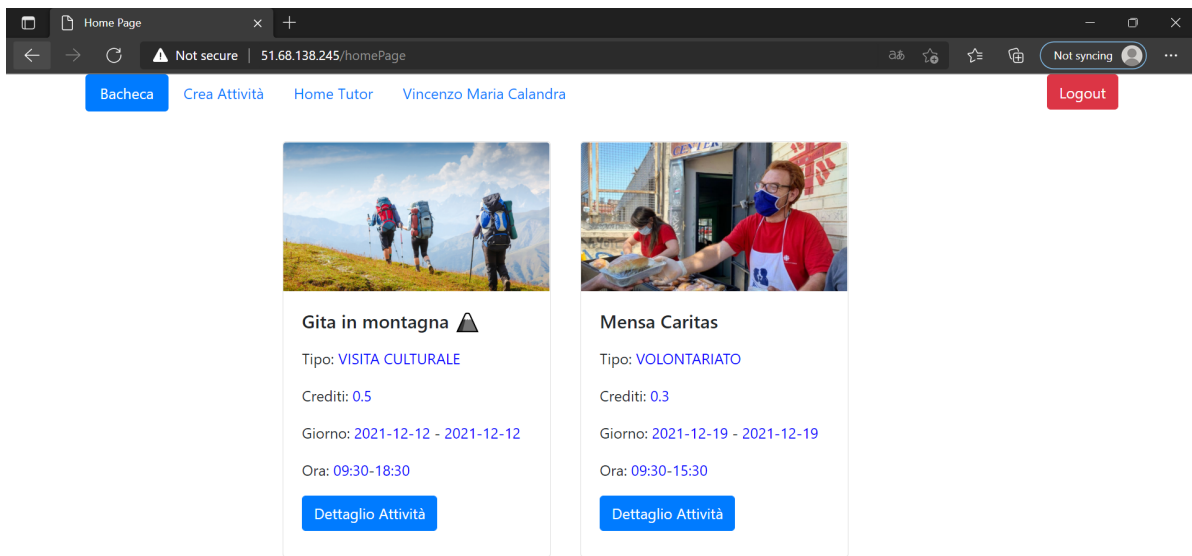 Home Page
Not secure | 51.68.138.245/homePage
Not syncing
Bacheca Crea Attività Home Tutor Vincenzo Maria Calandra Logout
CENTER
Gita in montagna
Tipo: VISITA CULTURALE
Crediti: 0.5
Giorno: 2021-12-12 - 2021-12-12
Ora: 09:30-18:30
Dettaglio Attività
Mensa Caritas
Tipo: VOLONTARIATO
Crediti: 0.3
Giorno: 2021-12-19 - 2021-12-19
Ora: 09:30-15:30
Dettaglio Attività